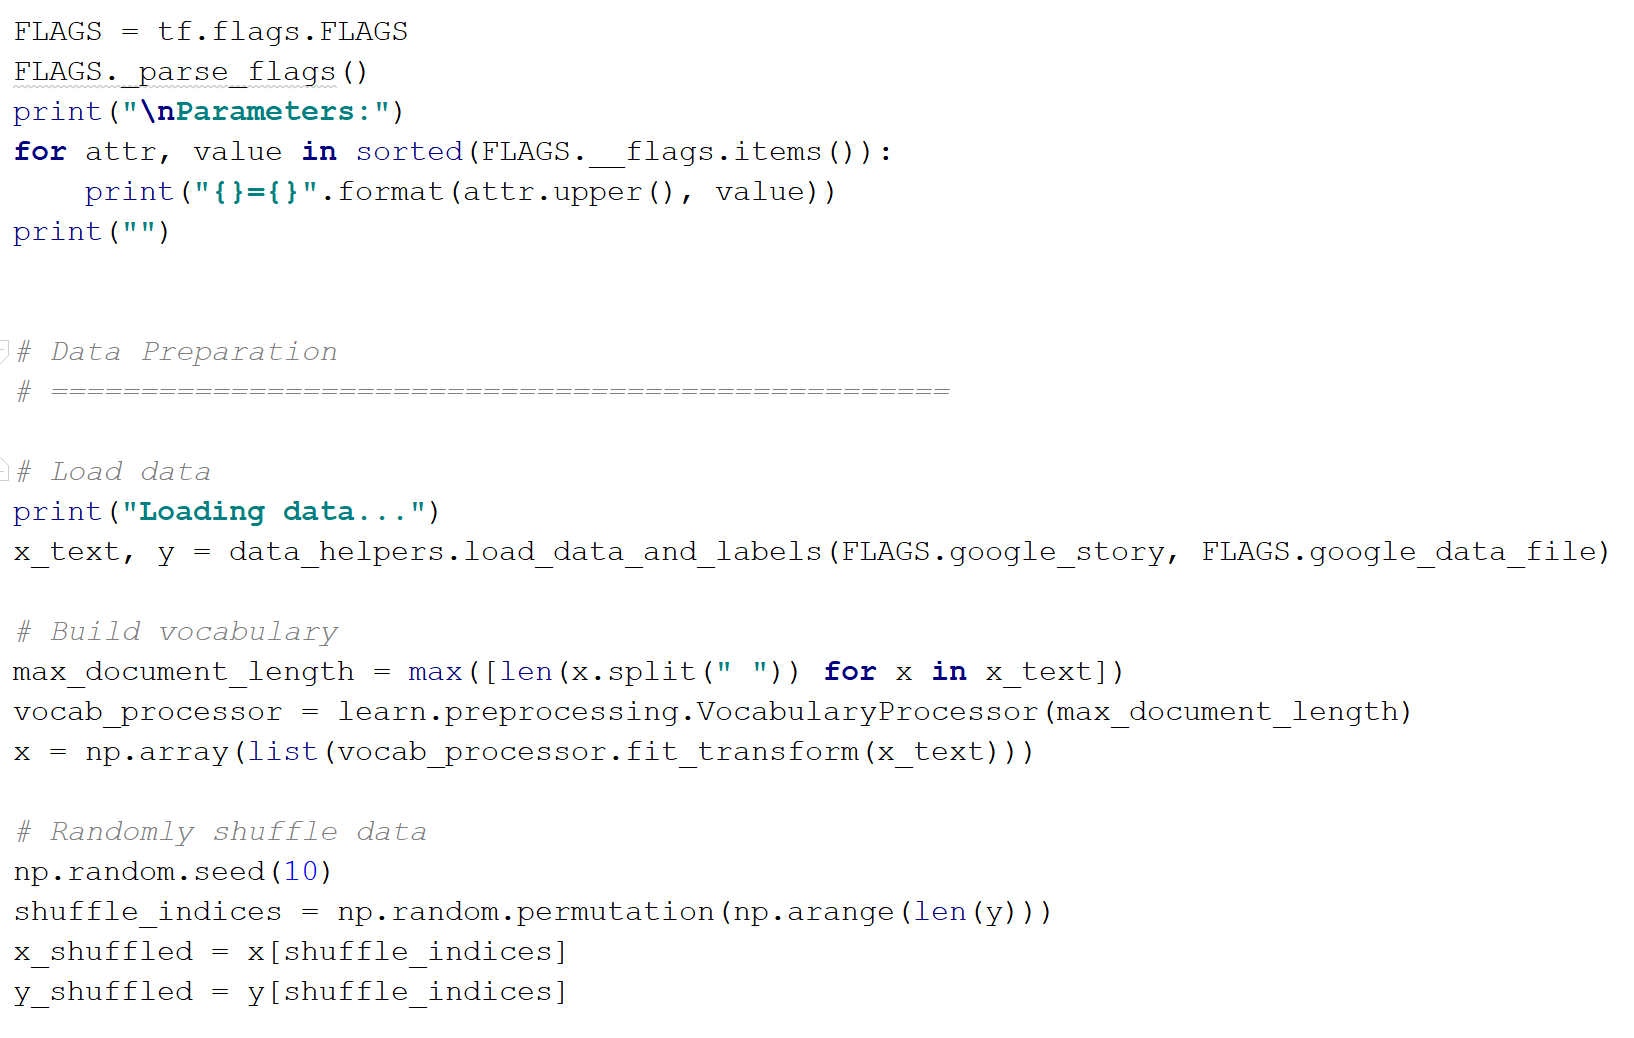 FLAGS = tf.flags.FLAGS
FLAGS._parse_flags()
print("\nParameters:")
for attr, value in sorted(FLAGS.__flags.items()):
    print("{}={}".format(attr.upper(), value))
print("")
# Data Preparation
# ==================================================
# Load data
print("Loading data...")
x_text, y = data_helpers.load_data_and_labels(FLAGS.google_story, FLAGS.google_data_file)
# Build vocabulary
max_document_length = max([len(x.split(" ")) for x in x_text])
vocab_processor = learn.preprocessing.VocabularyProcessor(max_document_length)
x = np.array(list(vocab_processor.fit_transform(x_text)))
# Randomly shuffle data
np.random.seed(10)
shuffle_indices = np.random.permutation(np.arange(len(y)))
x_shuffled = x[shuffle_indices]
y_shuffled = y[shuffle_indices]